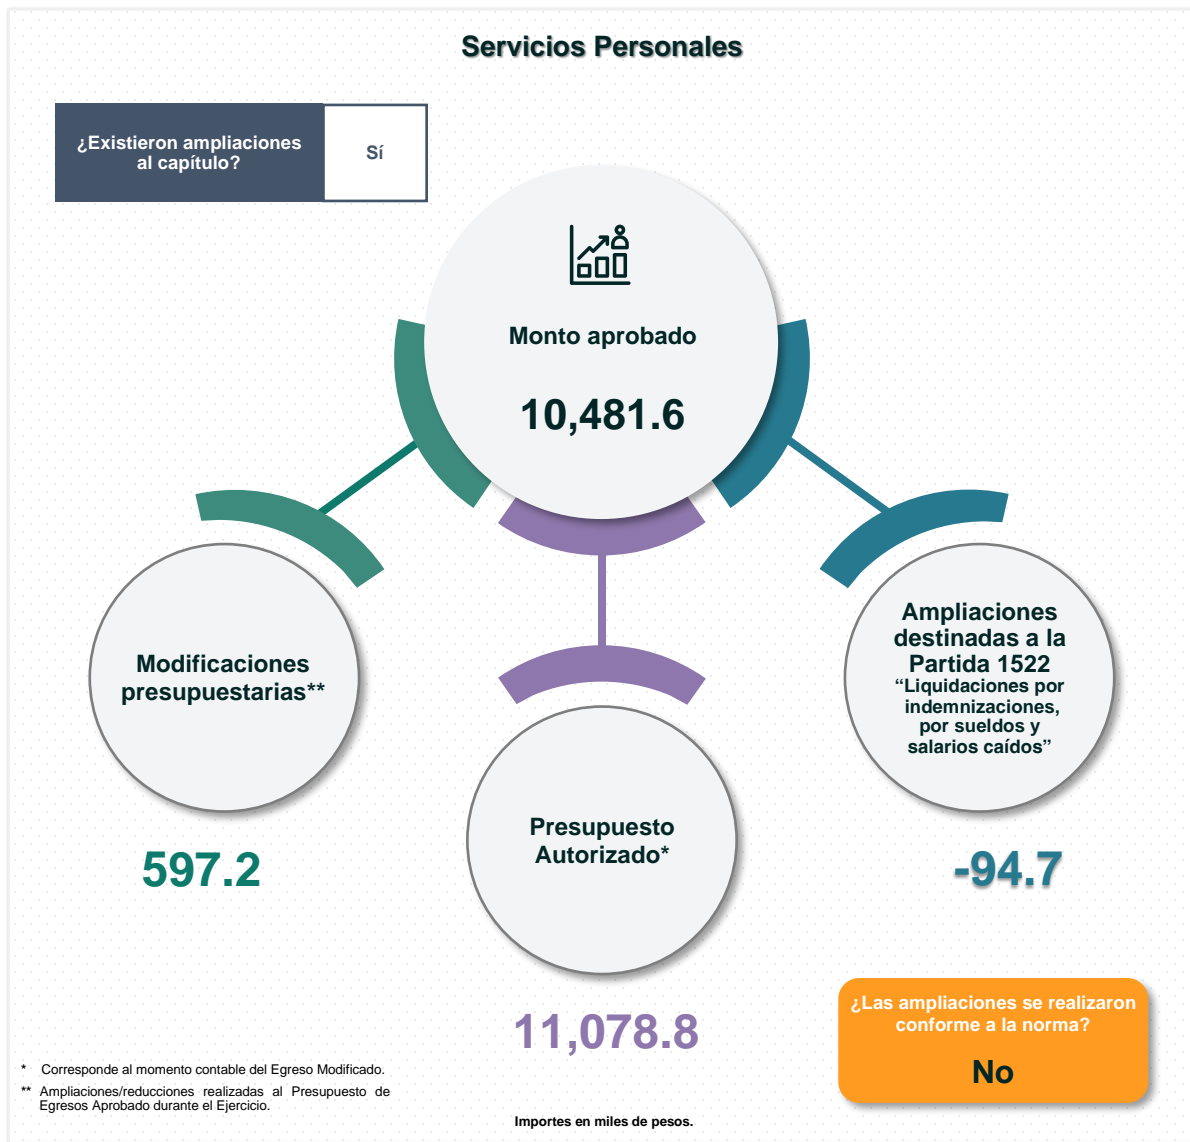 Servicios Personales
¿Existieron ampliaciones
al capítulo?
Sí
Monto aprobado
10,481.6
Modificaciones
presupuestarias**
597.2
Presupuesto
Autorizado*
11,078.8
Ampliaciones
destinadas a la
Partida 1522
“Liquidaciones por
indemnizaciones,
por sueldos y
salarios caídos”
-94.7
¿Las ampliaciones se realizaron
conforme a la norma?
No
* Corresponde al momento contable del Egreso Modificado.
** Ampliaciones/reducciones realizadas al Presupuesto de
Egresos Aprobado durante el Ejercicio.
Importes en miles de pesos.